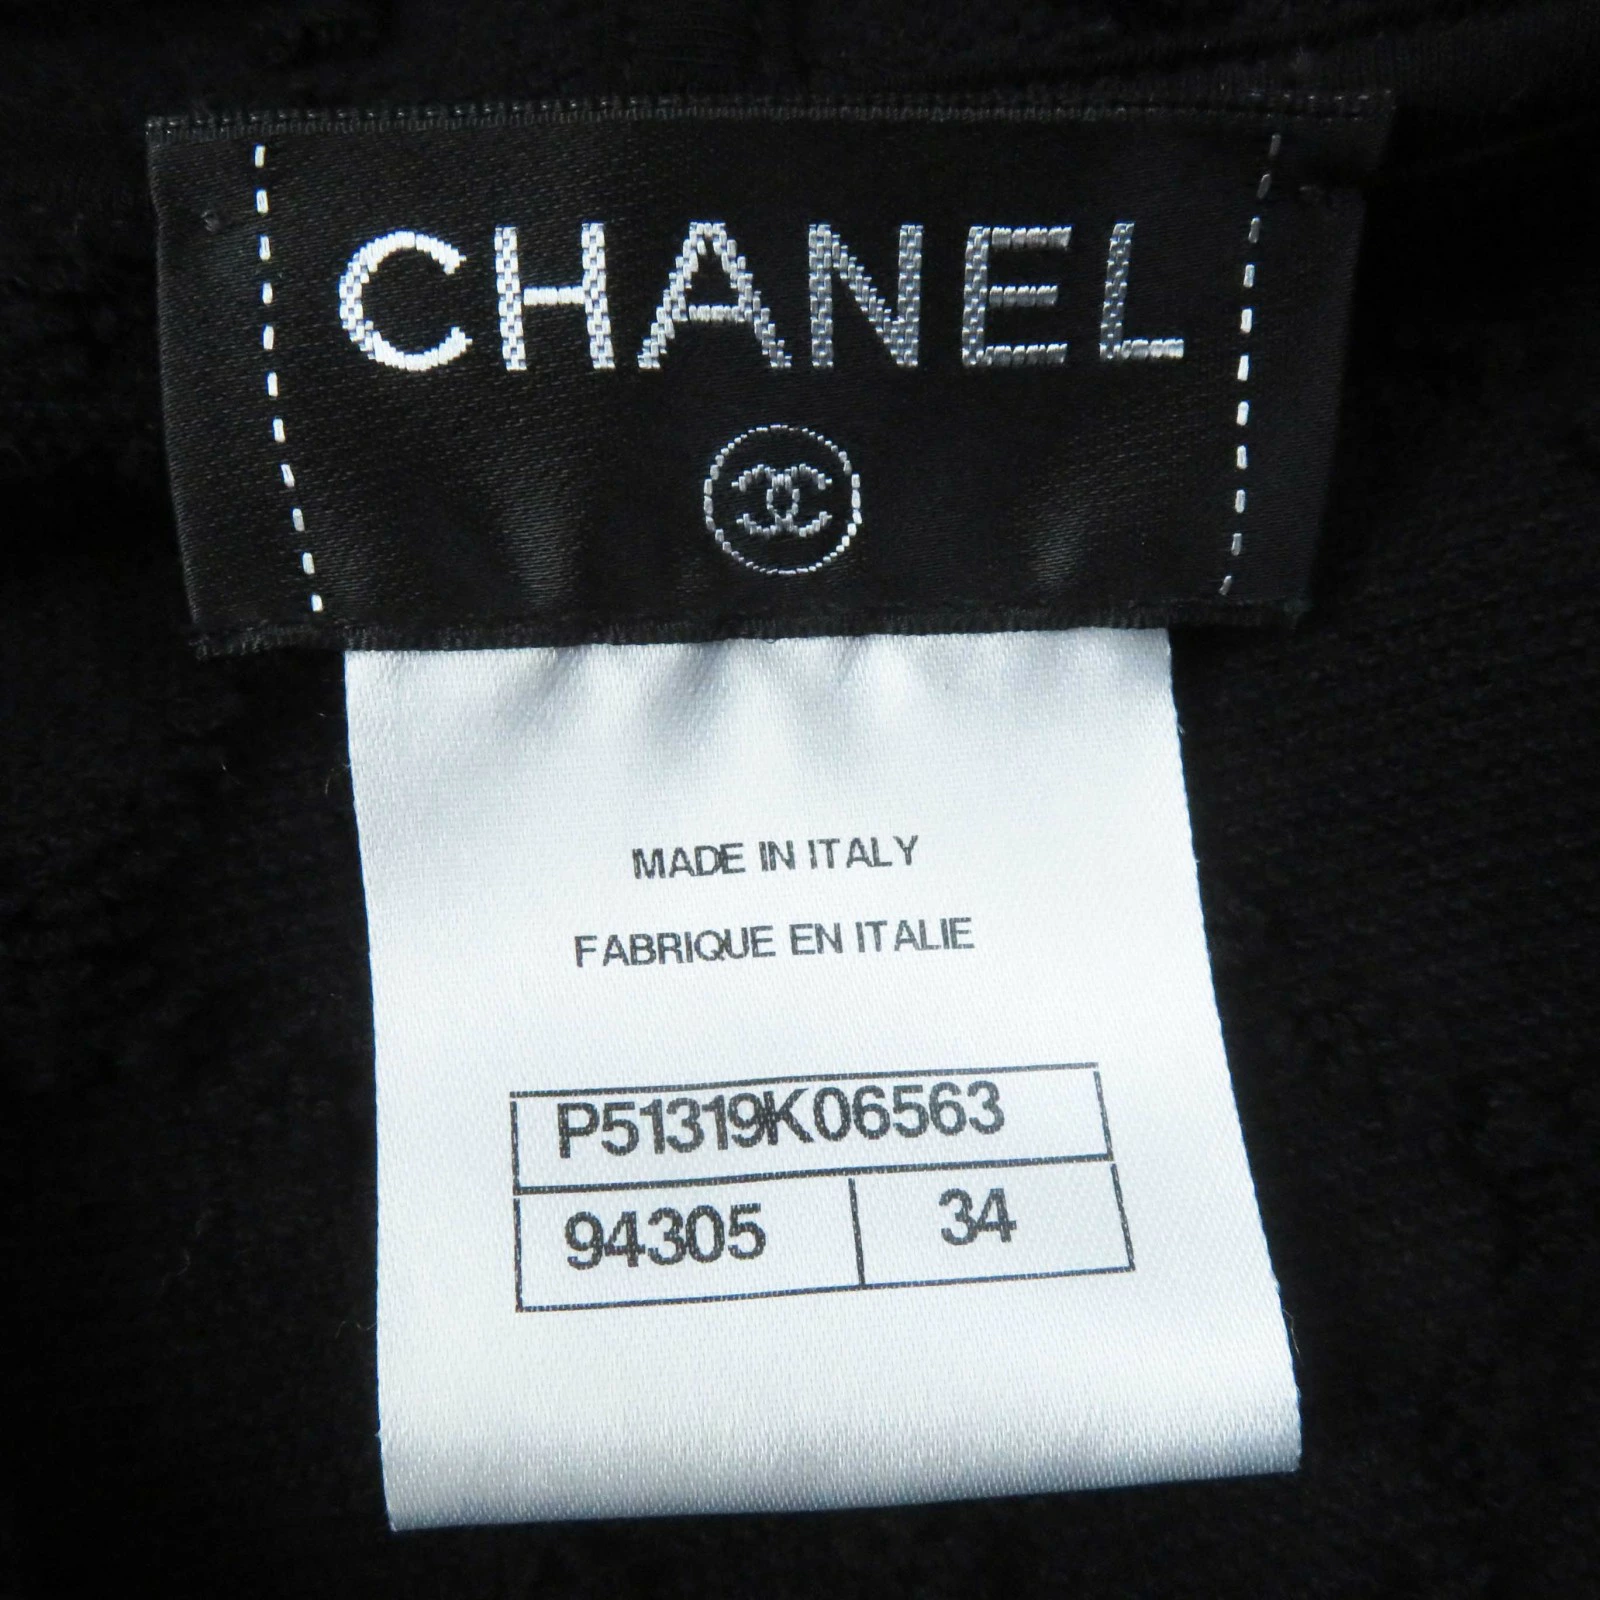 CHANEL
MADE IN ITALY
FABRIQUE EN ITALIE
P51319K06563
94305 34